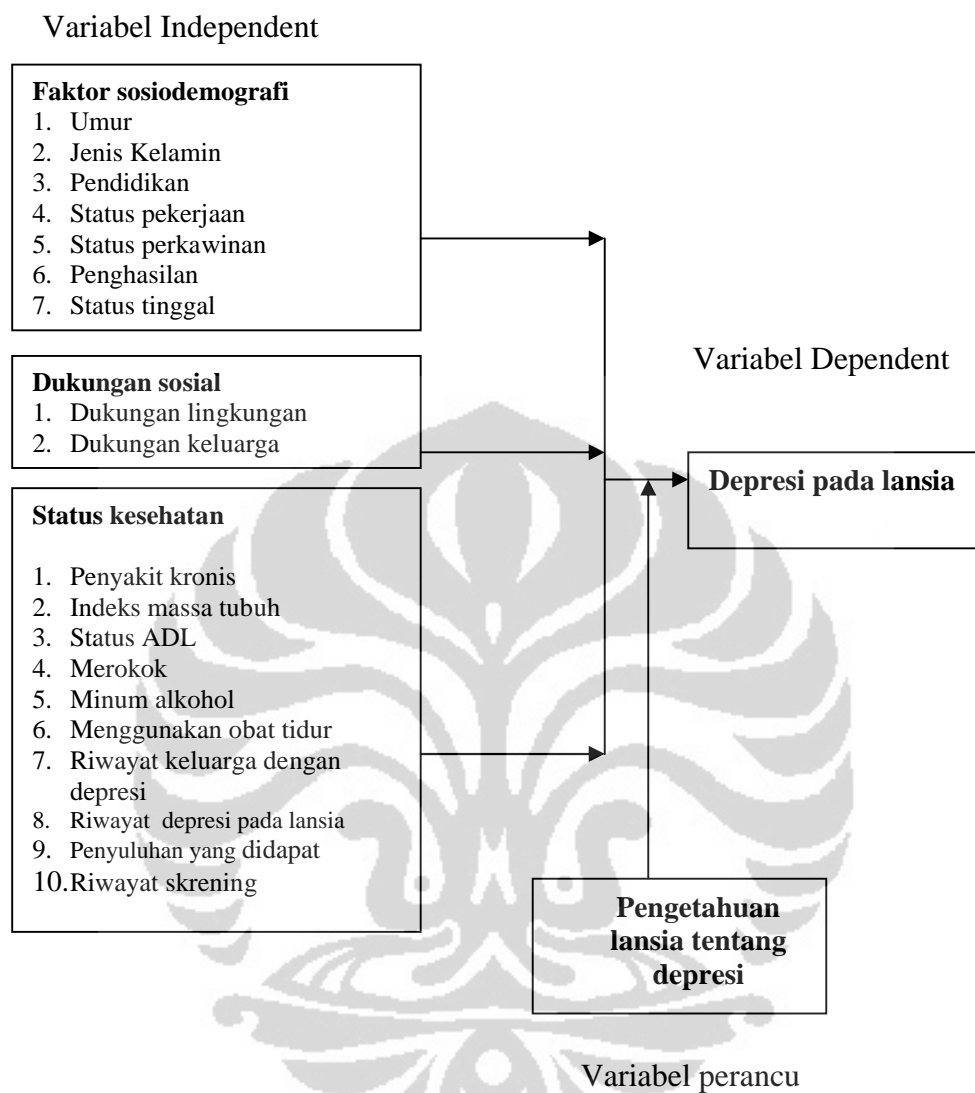 Variabel Independent
Faktor sosiodemografi
1. Umur
2. Jenis Kelamin
3. Pendidikan
4. Status pekerjaan
5. Status perkawinan
6. Penghasilan
7. Status tinggal
Dukungan sosial
1. Dukungan lingkungan
2. Dukungan keluarga
Status kesehatan
1. Penyakit kronis
2. Indeks massa tubuh
3. Status ADL
4. Merokok
5. Minum alkohol
6. Menggunakan obat tidur
7. Riwayat keluarga dengan
depresi
8. Riwayat depresi pada lansia
9. Penyuluhan yang didapat
10.Riwayat skrening
Variabel Dependent
Depresi pada lansia
Pengetahuan
lansia tentang
depresi
Variabel perancu